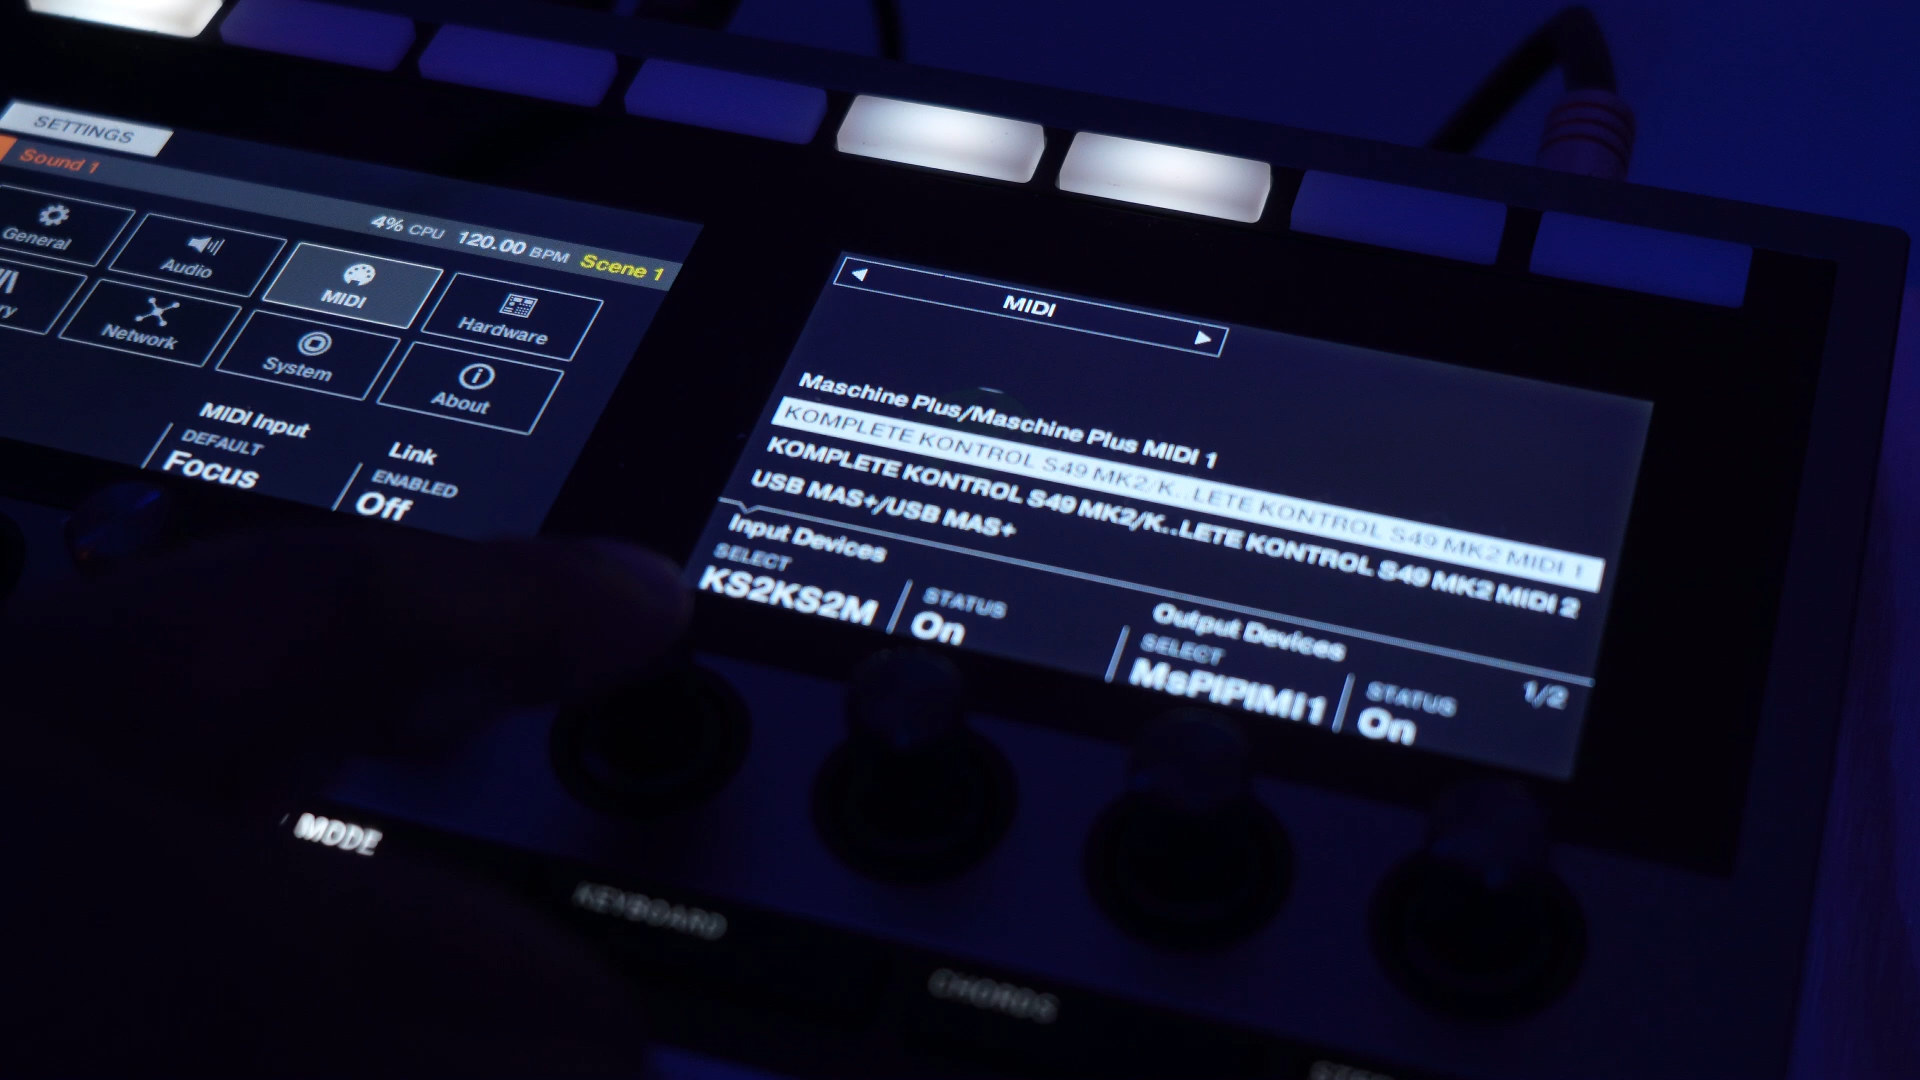 SETTINGS
Sound 1
4% CPU 120.00 BPM Scene 1
General
Audio
MIDI
Hardware
ry
Network
System
About
MIDI Input
DEFAULT
Focus
Link
ENABLED
Off
MIDI
Maschine Plus/Maschine Plus MIDI 1
KOMPLETE KONTROL S49 MK2/K...LETE KONTROL S49 MK2 MIDI 1
KOMPLETE KONTROL S49 MK2/K...LETE KONTROL S49 MK2 MIDI 2
USB MAS+/USB MAS+
Input Devices
SELECT
KS2KS2M
STATUS
On
Output Devices
SELECT
MsPlPlMI1
STATUS
On
1/2
MODE
KEYBOARD
CHORDS